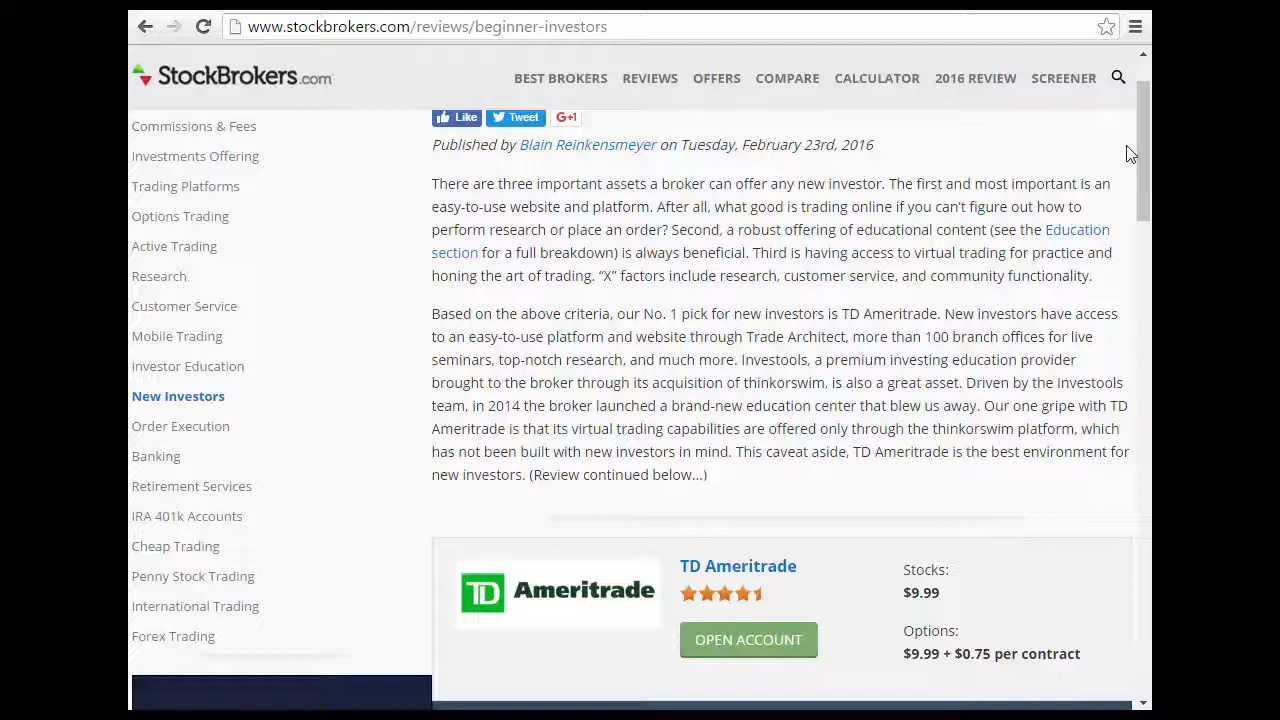 www.stockbrokers.com/reviews/beginner-investors
StockBrokers.com
BEST BROKERS REVIEWS OFFERS COMPARE CALCULATOR 2016 REVIEW SCREENER
Commissions & Fees
Investments Offering
Trading Platforms
Options Trading
Active Trading
Research
Customer Service
Mobile Trading
Investor Education
New Investors
Order Execution
Banking
Retirement Services
IRA 401k Accounts
Cheap Trading
Penny Stock Trading
International Trading
Forex Trading
Like Tweet G+1
Published by Blain Reinkensmeyer on Tuesday, February 23rd, 2016
There are three important assets a broker can offer any new investor. The first and most important is an
easy-to-use website and platform. After all, what good is trading online if you can't figure out how to
perform research or place an order? Second, a robust offering of educational content (see the Education
section for a full breakdown) is always beneficial. Third is having access to virtual trading for practice and
honing the art of trading. “X” factors include research, customer service, and community functionality.
Based on the above criteria, our No. 1 pick for new investors is TD Ameritrade. New investors have access
to an easy-to-use platform and website through Trade Architect, more than 100 branch offices for live
seminars, top-notch research, and much more. Investools, a premium investing education provider
brought to the broker through its acquisition of thinkorswim, is also a great asset. Driven by the Investools
team, in 2014 the broker launched a brand-new education center that blew us away. Our one gripe with TD
Ameritrade is that its virtual trading capabilities are offered only through the thinkorswim platform, which
has not been built with new investors in mind. This caveat aside, TD Ameritrade is the best environment for
new investors. (Review continued below...)
TD Ameritrade
TD Ameritrade
OPEN ACCOUNT
Stocks:
$9.99
Options:
$9.99 + $0.75 per contract